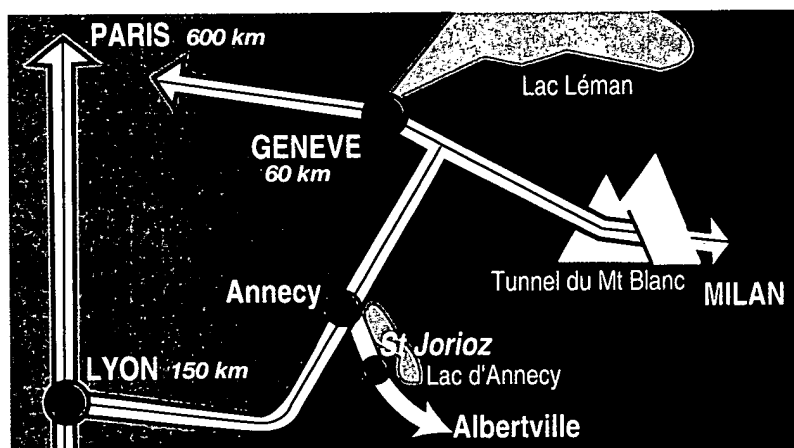 PARIS 600 km
Lac Léman
GENEVE
60 km
Tunnel du Mt Blanc
MILAN
Annecy
St Jorioz
LYON 150 km
Lac d'Annecy
Albertville